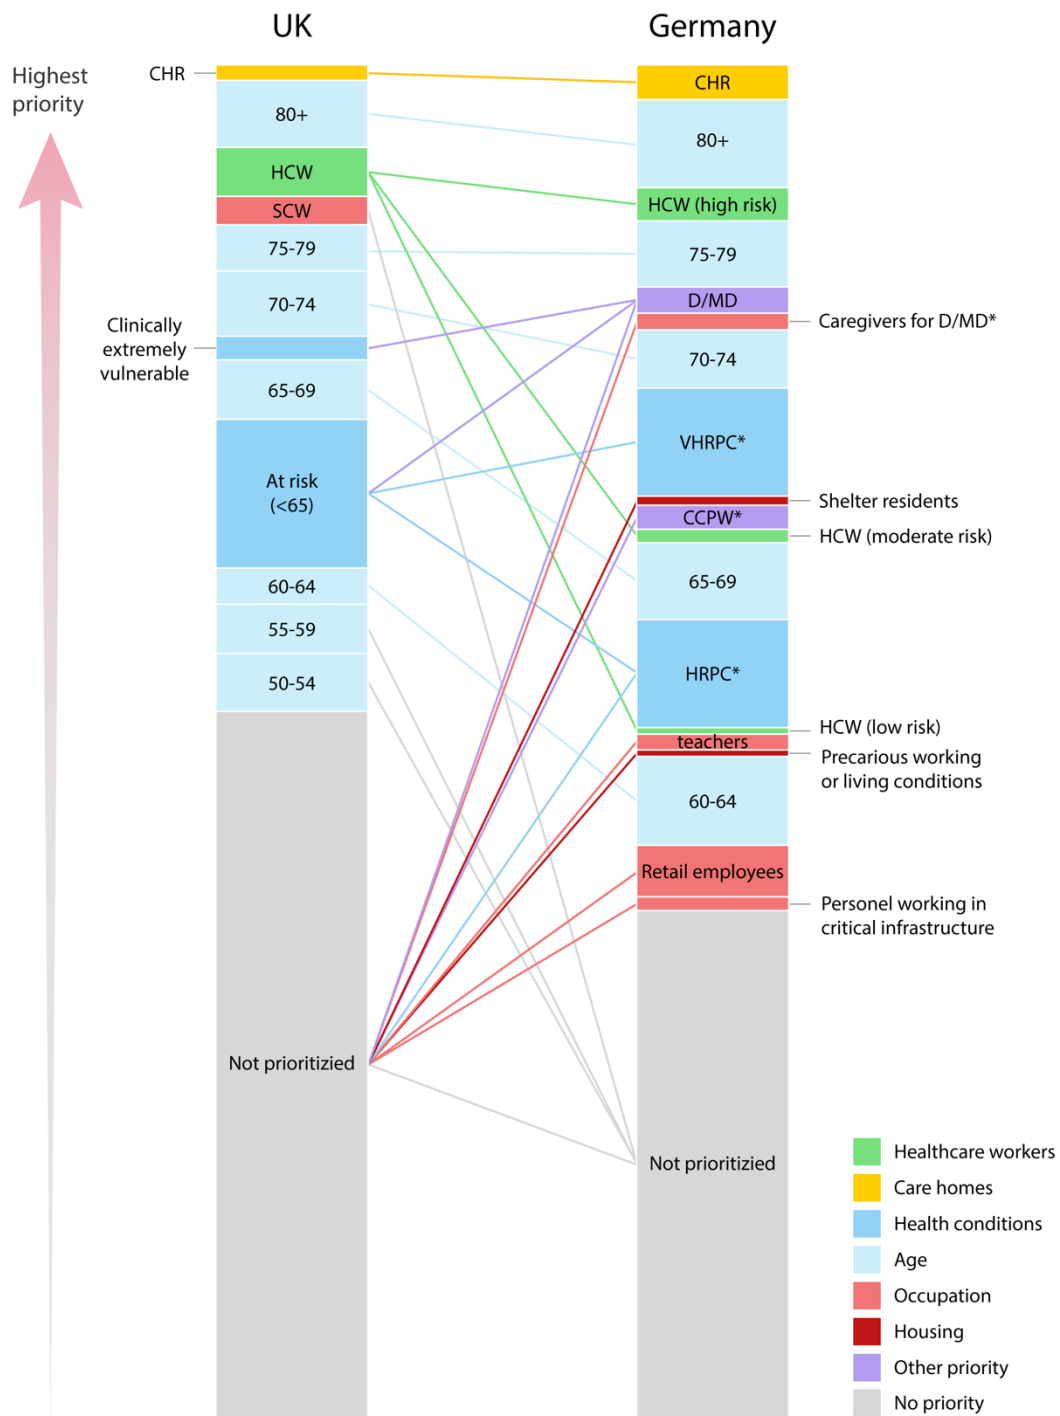 UK
Germany
Highest
priority
CHR
80+
HCW
SCW
75-79
70-74
Clinically
extremely
vulnerable
65-69
At risk
(<65)
60-64
55-59
50-54
Not prioritizied
CHR
80+
HCW (high risk)
75-79
D/MD
Caregivers for D/MD*
70-74
VHRPC*
Shelter residents
CCPW*
HCW (moderate risk)
65-69
HRPC*
HCW (low risk)
teachers
Precarious working
or living conditions
60-64
Retail employees
Personel working in
critical infrastructure
Not prioritizied
Healthcare workers
Care homes
Health conditions
Age
Occupation
Housing
Other priority
No priority